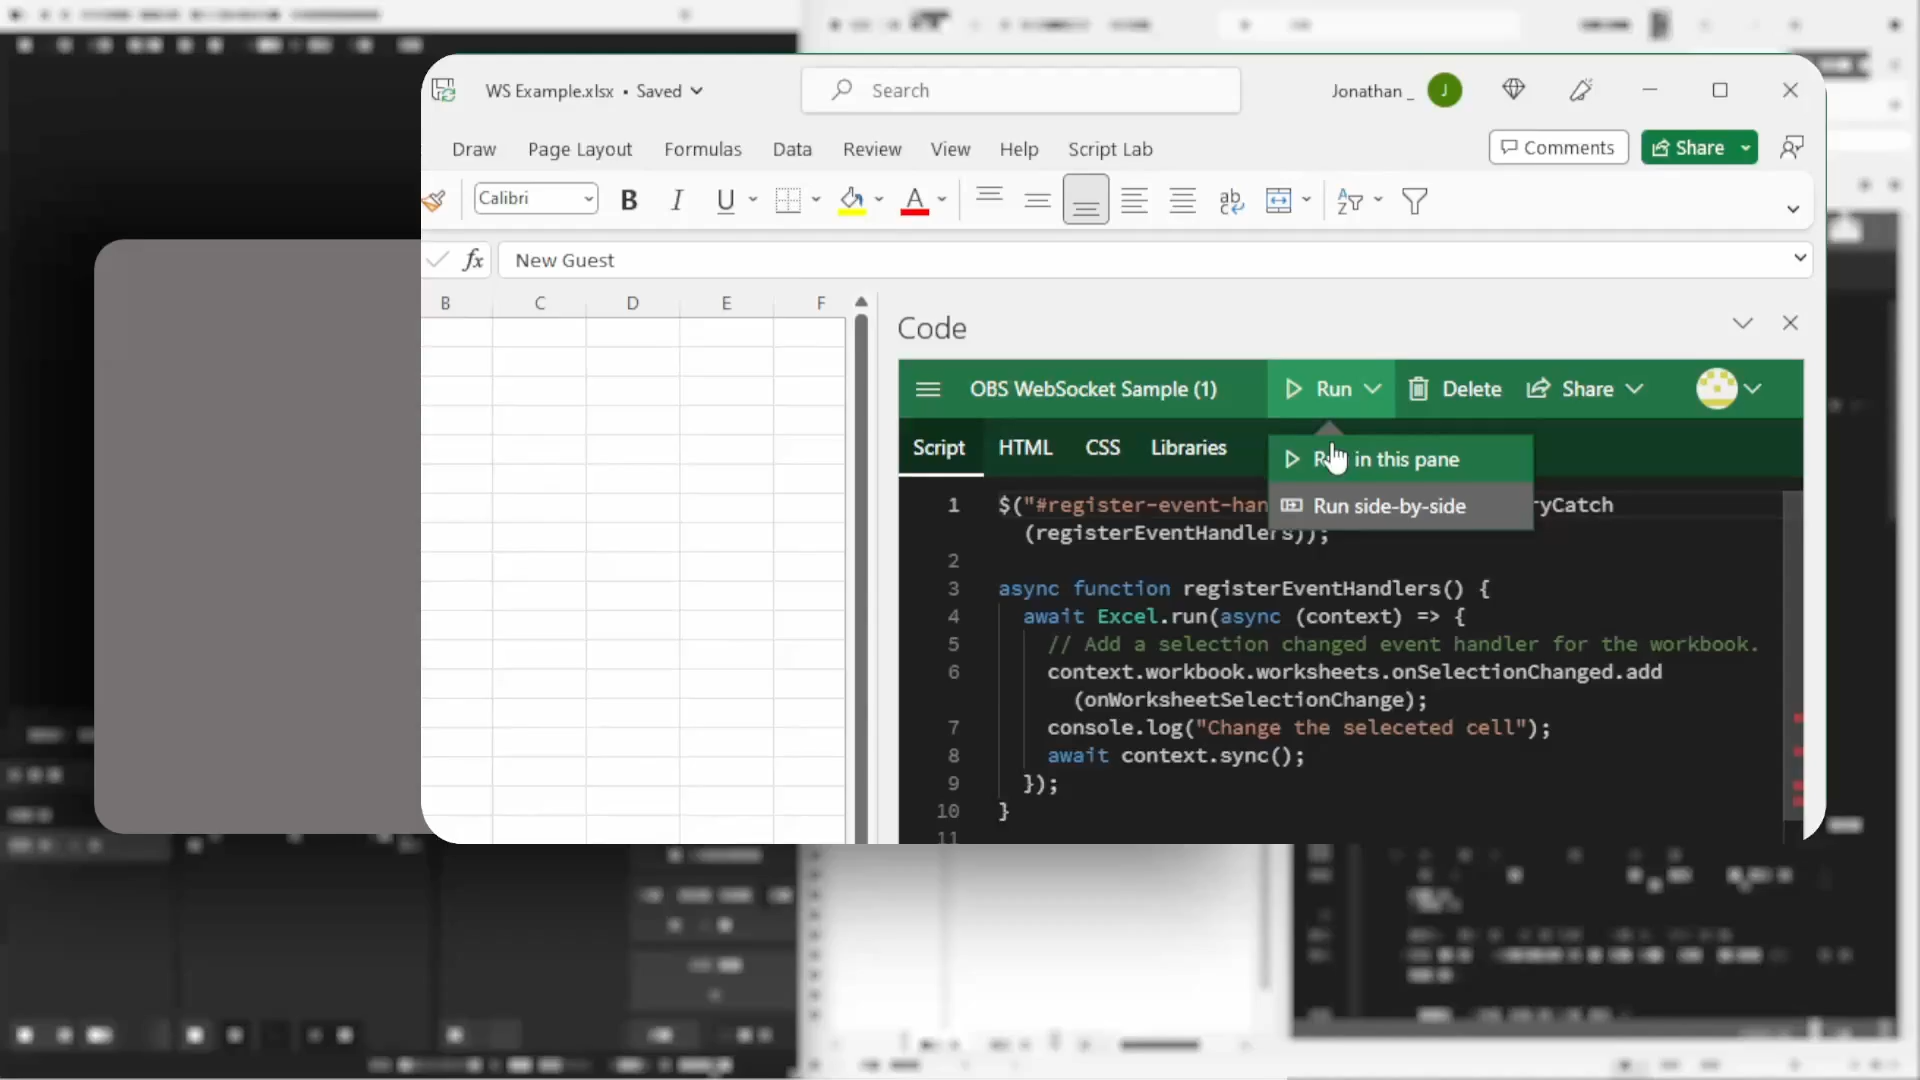 WS Example.xlsx • Saved
Search
Jonathan _
J
Draw Page Layout Formulas Data Review View Help Script Lab
Comments
Share
Calibri
B I U A
ab
c
A
Z
fx
New Guest
B C D E F
Code
OBS WebSocket Sample (1)
Run
Delete
Share
Script HTML CSS Libraries
in this pane
Run side-by-side
1 $("#register-event-han yCatch
(registerEventHandlers));
2
3 async function registerEventHandlers() {
4 await Excel.run(async (context) => {
5 // Add a selection changed event handler for the workbook.
6 context.workbook.worksheets.onSelectionChanged.add
(onWorksheetSelectionChange);
7 console.log("Change the seleceted cell");
8 await context.sync();
9 });
10 }
11